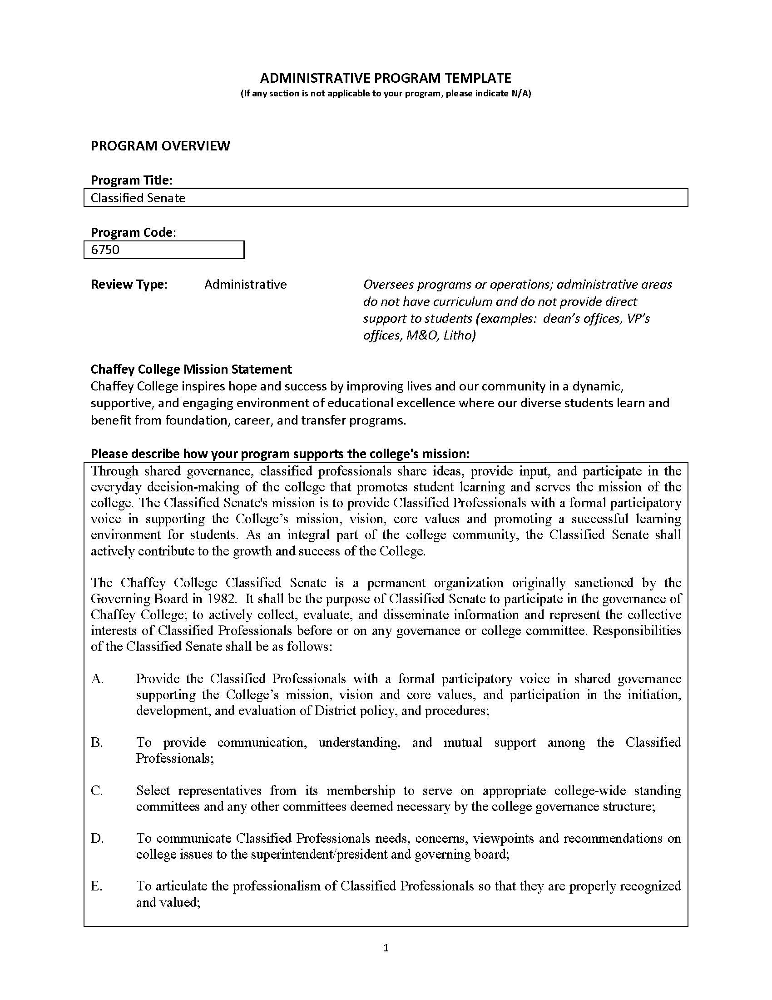 ADMINISTRATIVE PROGRAM TEMPLATE
(If any section is not applicable to your program, please indicate N/A)
PROGRAM OVERVIEW
Program Title:
Classified Senate
Program Code:
6750
Review Type: Administrative Oversees programs or operations; administrative areas
do not have curriculum and do not provide direct
support to students (examples:  dean’s offices, VP’s
offices, M&O, Litho)
Chaffey College Mission Statement
Chaffey College inspires hope and success by improving lives and our community in a dynamic,
supportive, and engaging environment of educational excellence where our diverse students learn and
benefit from foundation, career, and transfer programs.
Please describe how your program supports the college's mission:
Through shared governance, classified professionals share ideas, provide input, and participate in the
everyday decision-making of the college that promotes student learning and serves the mission of the
college. The Classified Senate's mission is to provide Classified Professionals with a formal participatory
voice in supporting the College’s mission, vision, core values and promoting a successful learning
environment for students. As an integral part of the college community, the Classified Senate shall
actively contribute to the growth and success of the College.
The Chaffey College Classified Senate is a permanent organization originally sanctioned by the
Governing Board in 1982.  It shall be the purpose of Classified Senate to participate in the governance of
Chaffey College; to actively collect, evaluate, and disseminate information and represent the collective
interests of Classified Professionals before or on any governance or college committee. Responsibilities
of the Classified Senate shall be as follows:
A. Provide the Classified Professionals with a formal participatory voice in shared governance
supporting the College’s mission, vision and core values, and participation in the initiation,
development, and evaluation of District policy, and procedures;
B. To provide communication, understanding, and mutual support among the Classified
Professionals;
C. Select representatives from its membership to serve on appropriate college-wide standing
committees and any other committees deemed necessary by the college governance structure;
D. To communicate Classified Professionals needs, concerns, viewpoints and recommendations on
college issues to the superintendent/president and governing board;
E. To articulate the professionalism of Classified Professionals so that they are properly recognized
and valued;
1